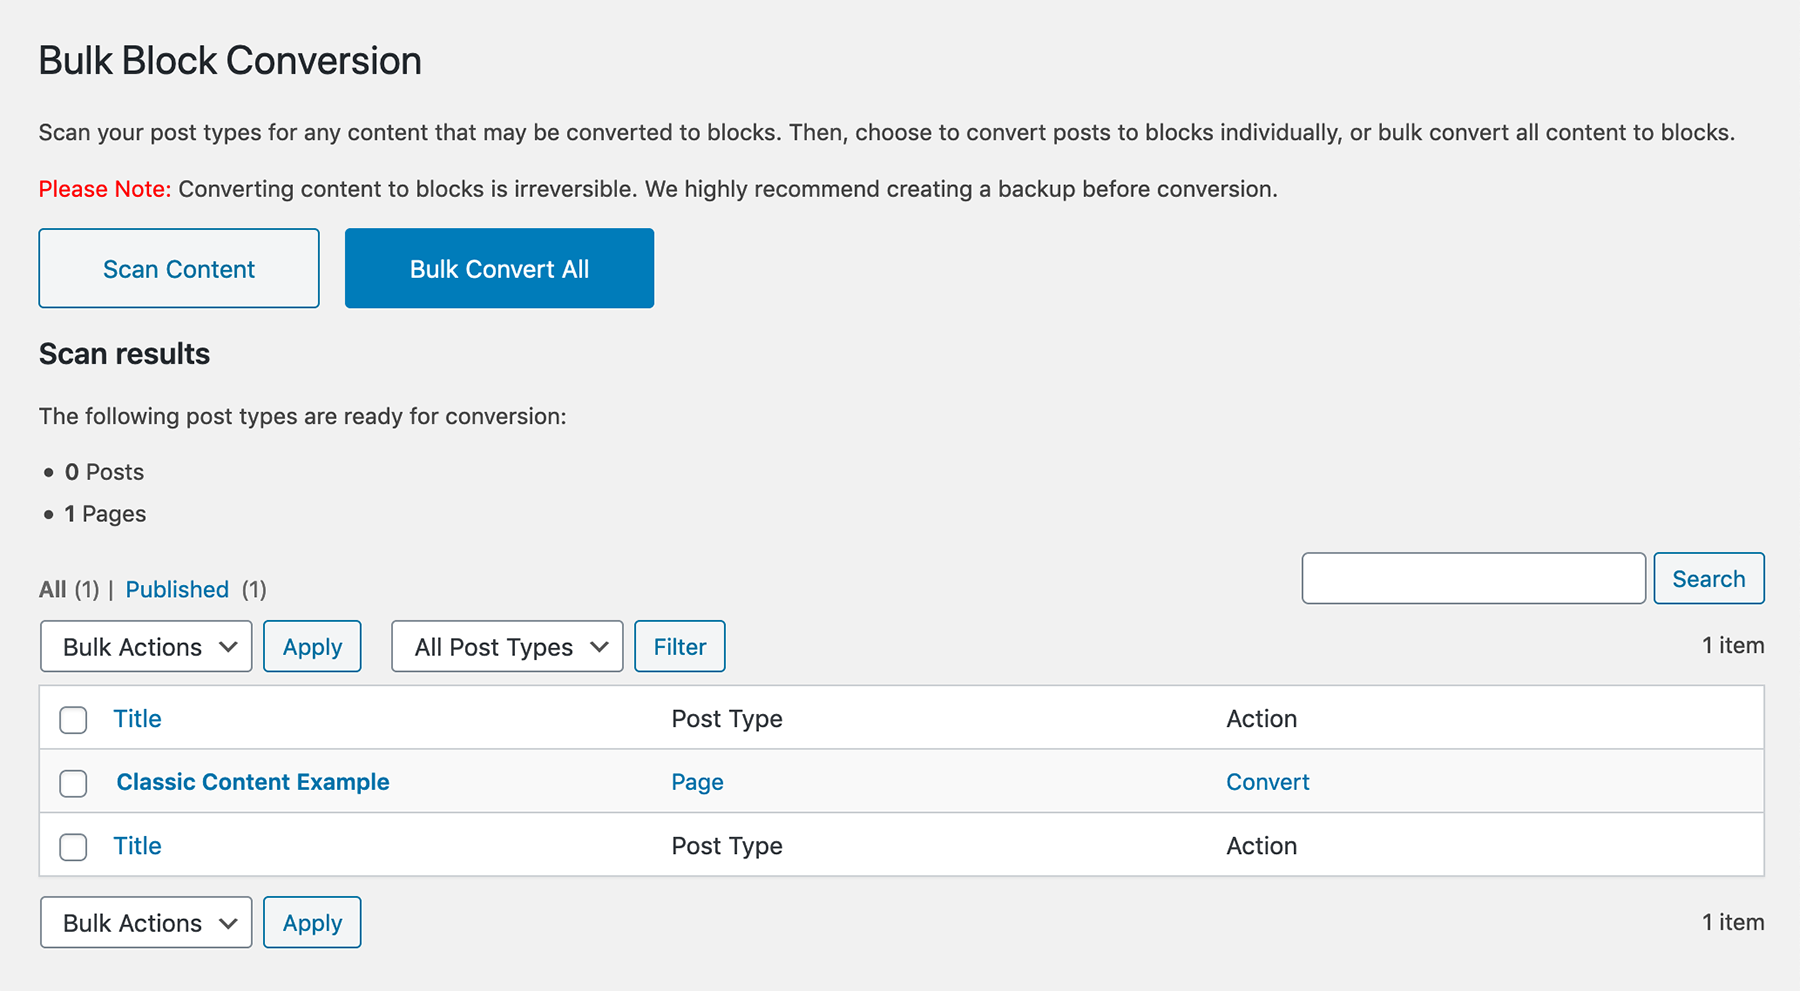 Bulk Block Conversion
Scan your post types for any content that may be converted to blocks. Then, choose to convert posts to blocks individually, or bulk convert all content to blocks.
Please Note: Converting content to blocks is irreversible. We highly recommend creating a backup before conversion.
Scan Content Bulk Convert All
Scan results
The following post types are ready for conversion:
• 0 Posts
• 1 Pages
All (1) | Published (1) Search
Bulk Actions Apply All Post Types Filter 1 item
Title Post Type Action
Classic Content Example Page Convert
Title Post Type Action
Bulk Actions Apply 1 item